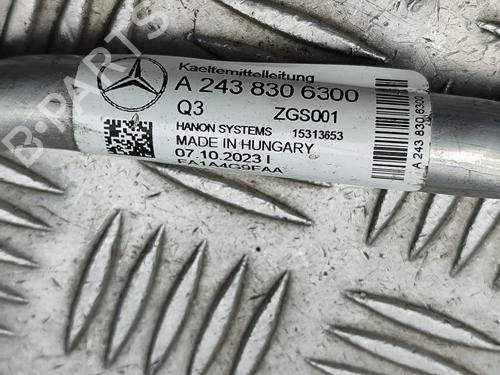 Kaeltemittelleitung
A 243 830 6300
Q3 ZGS001
HANON SYSTEMS 15313653
MADE IN HUNGARY
07.10.2023 I
EA1A4G9EAA
A 243 830 6300
B-PARTS